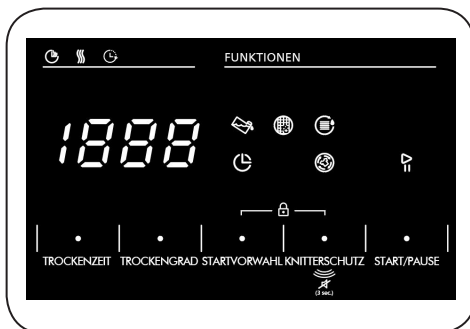 FUNKTIONEN
1888
TROCKENZEIT TROCKENGRAD STARTVORWAHL KNITTERSCHUTZ START/PAUSE
(3 sec.)